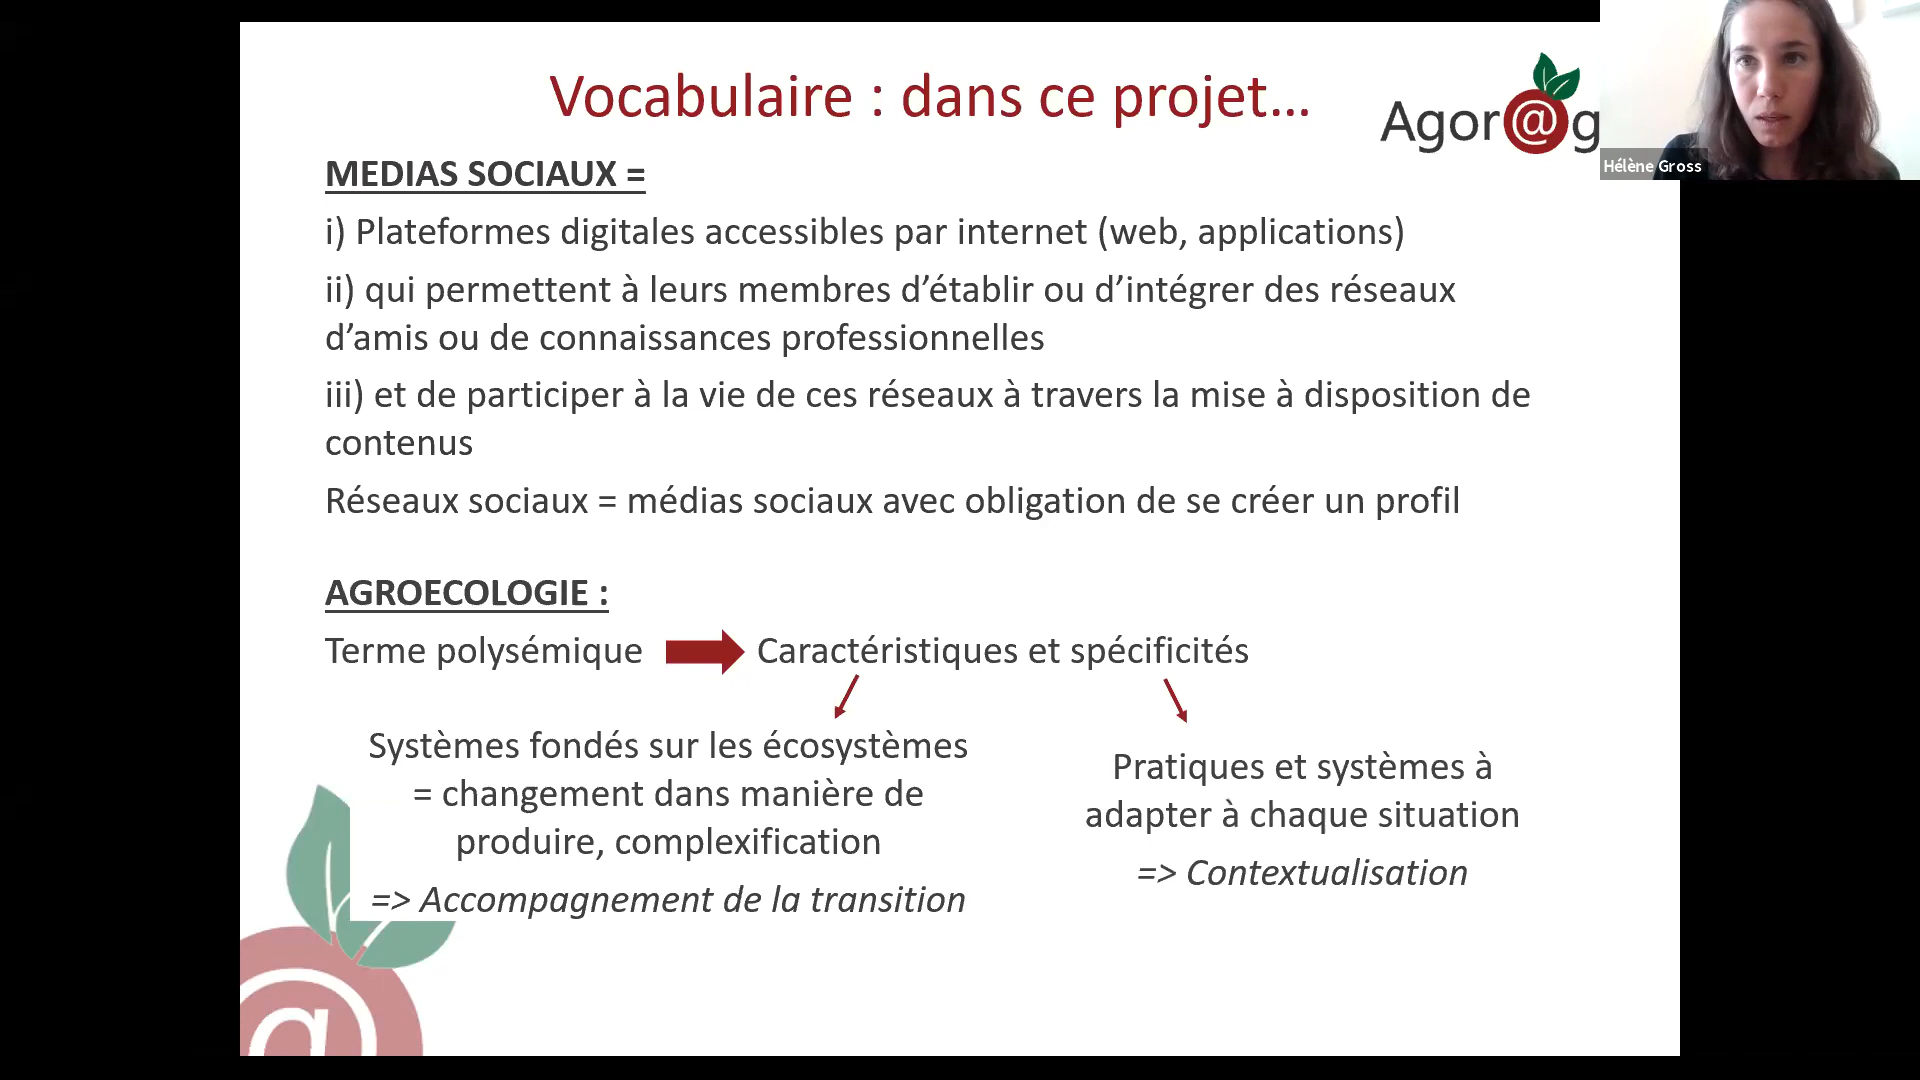 Vocabulaire : dans ce projet...
Agor@g
Hélène Gross
MEDIAS SOCIAUX =
i) Plateformes digitales accessibles par internet (web, applications)
ii) qui permettent à leurs membres d’établir ou d’intégrer des réseaux
d’amis ou de connaissances professionnelles
iii) et de participer à la vie de ces réseaux à travers la mise à disposition de
contenus
Réseaux sociaux = médias sociaux avec obligation de se créer un profil
AGROECOLOGIE :
Terme polysémique
Caractéristiques et spécificités
Systèmes fondés sur les écosystèmes
= changement dans manière de
produire, complexification
=> Accompagnement de la transition
Pratiques et systèmes à
adapter à chaque situation
=> Contextualisation
@